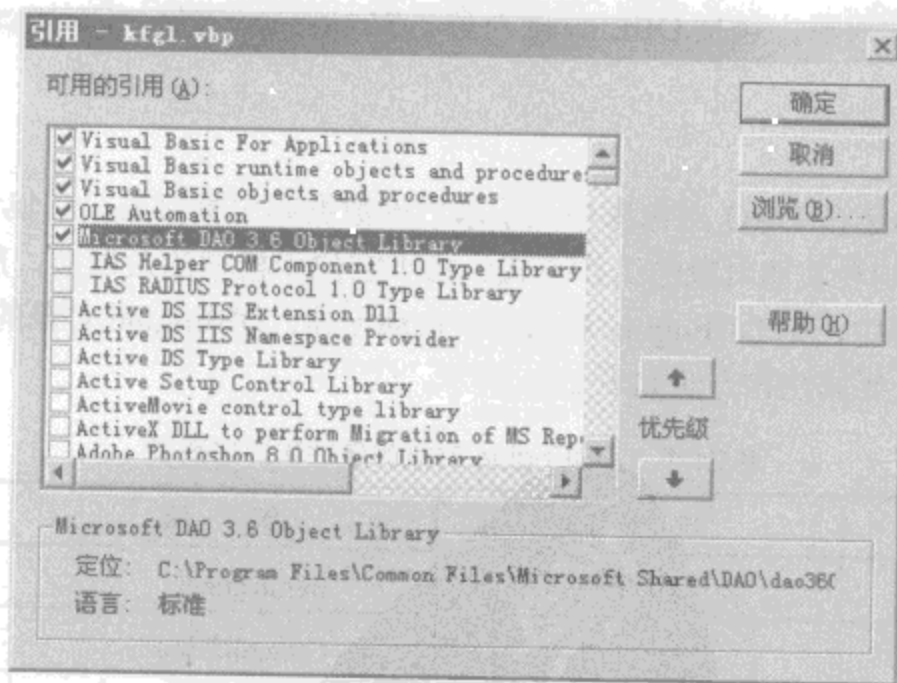 引用 - kfgl.vbp
可用的引用(A):
Visual Basic For Applications
Visual Basic runtime objects and procedures
Visual Basic objects and procedures
OLE Automation
Microsoft DAO 3.6 Object Library
IAS Helper COM Component 1.0 Type Library
IAS RADIUS Protocol 1.0 Type Library
Active DS IIS Extension Dll
Active DS IIS Namespace Provider
Active DS Type Library
Active Setup Control Library
ActiveMovie control type library
ActiveX DLL to perform Migration of MS Rep
Adobe Photoshop 8.0 Object Library
确定
取消
浏览(B)...
帮助(H)
优先级
Microsoft DAO 3.6 Object Library
定位: C:\Program Files\Common Files\Microsoft Shared\DAO\dao360
语言: 标准